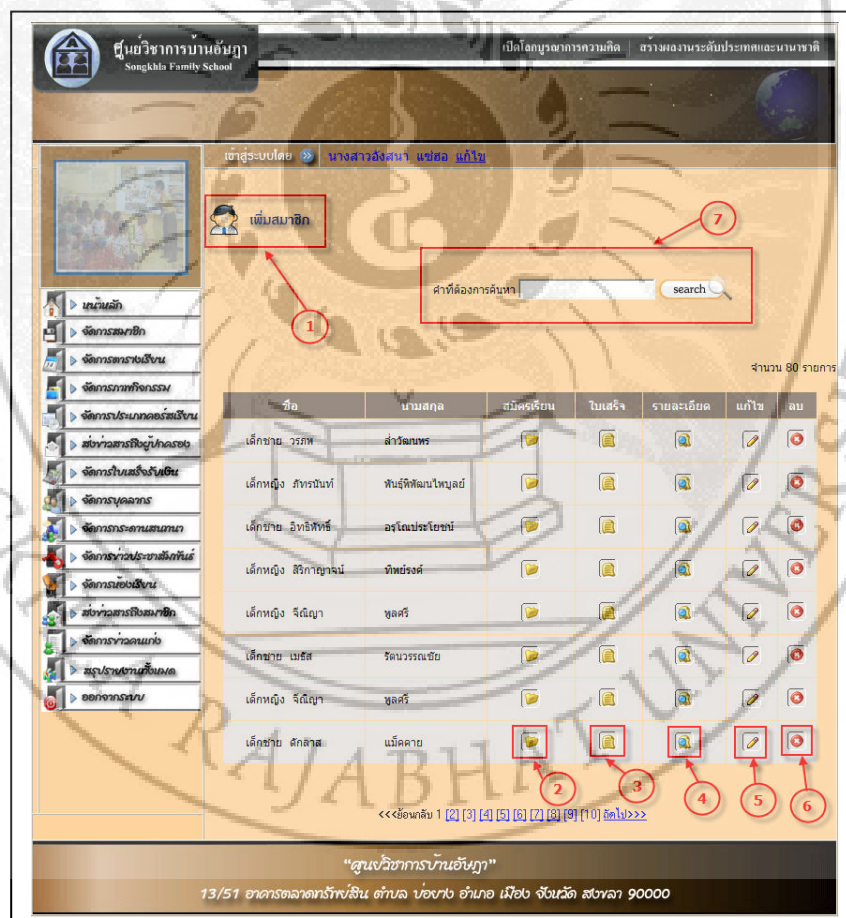 ศูนย์วิชาการบ้านอัษฎา
Songkhla Family School
เปิดโลกบูรณาการความคิด | สร้างผลงานระดับประเทศและนานาชาติ
เข้าสู่ระบบโดย นางสาวอังสนา แซ่ฮอ แก้ไข
เพิ่มสมาชิก
7
คำที่ต้องการค้นหา search
1
หน้าหลัก
จัดการสมาชิก
จัดการตารางเรียน
จัดการภาพกิจกรรม
จัดการประเภทคอร์สเรียน
ส่งข่าวสารถึงผู้ปกครอง
จัดการใบเสร็จรับเงิน
จัดการบุคลากร
จัดการกระดานสนทนา
จัดการข่าวประชาสัมพันธ์
จัดการห้องเรียน
ส่งข่าวสารถึงสมาชิก
จัดการข่าวคนเก่ง
สรุปรายงานทั้งหมด
ออกจากระบบ
จำนวน 80 รายการ
ชื่อ นามสกุล สมัครเรียน ใบเสร็จ รายละเอียด แก้ไข ลบ
เด็กชาย วรภพ ล่ำวัฒนพร
เด็กหญิง ภัทรนันท์ พันธุ์พิพัฒนไพบูลย์
เด็กชาย อิทธิพัทธิ์ อรุโณประโยชน์
เด็กหญิง สิริกาญจน์ ทิพย์รงค์
เด็กหญิง จีณิญา พูลศรี
เด็กชาย เมธัส รัตนวรรณชัย
เด็กหญิง จีณิญา พูลศรี
เด็กชาย ดักลาส แม็คคาย
2 3 4 5 6
<<<ย้อนกลับ 1 [2] [3] [4] [5] [6] [7] [8] [9] [10] ถัดไป>>>
RAJABHAT UNIVER
“ศูนย์วิชาการบ้านอัษฎา”
13/51 อาคารตลาดทรัพย์สิน ตำบล บ่อยาง อำเภอ เมือง จังหวัด สงขลา 90000